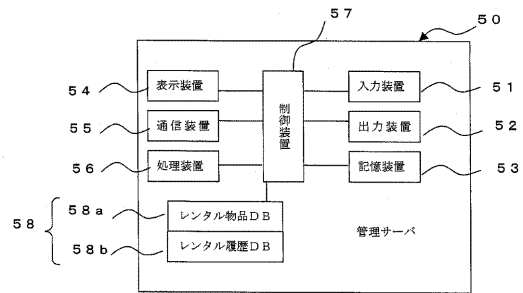 57
50
54
表示装置
制御装置
入力装置
51
55
通信装置
出力装置
52
56
処理装置
記憶装置
53
58
58a
レンタル物品DB
58b
レンタル履歴DB
管理サーバ